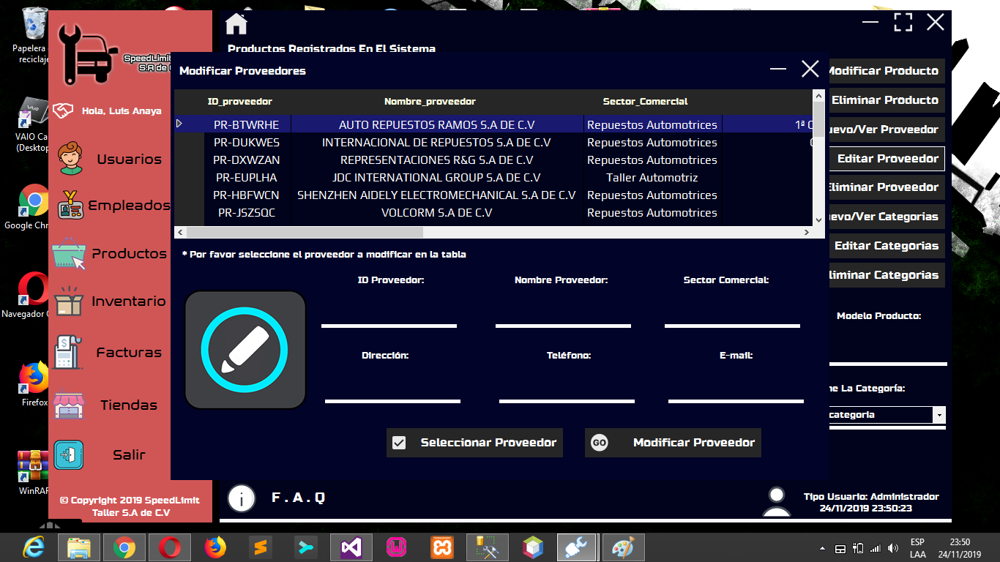 Papelera
reciclaje
VAIO Ca
(Desktop
Google Chr
Navegador
Firefox
WinRAR
SpeedLimit
S.A de C
Hola, Luis Anaya
Usuarios
Empleados
Productos
Inventario
Facturas
Tiendas
Salir
© Copyright 2019 SpeedLimit
Taller S.A de C.V
Productos Registrados En El Sistema
Modificar Proveedores
ID_proveedor Nombre_proveedor Sector_Comercial
PR-BTWRHE AUTO REPUESTOS RAMOS S.A DE C.V Repuestos Automotrices 1ª C
PR-DUKWES INTERNACIONAL DE REPUESTOS S.A DE C.V Repuestos Automotrices
PR-DXWZAN REPRESENTACIONES R&G S.A DE C.V Repuestos Automotrices
PR-EUPLHA JDC INTERNATIONAL GROUP S.A DE C.V Taller Automotriz
PR-HBFWCN SHENZHEN AIDELY ELECTROMECHANICAL S.A DE C.V Repuestos Automotrices
PR-JSZSQC VOLCORM S.A DE C.V Repuestos Automotrices
* Por favor seleccione el proveedor a modificar en la tabla
ID Proveedor: Nombre Proveedor: Sector Comercial:
Dirección: Teléfono: E-mail:
Seleccionar Proveedor
GO Modificar Proveedor
Modificar Producto
Eliminar Producto
uevo/Ver Proveedor
Editar Proveedor
Eliminar Proveedor
uevo/Ver Categorias
Editar Categorias
liminar Categorias
Modelo Producto:
ne La Categoría:
categoria
F.A.Q
Tipo Usuario: Administrador
24/11/2019 23:50:23
ESP 23:50
LAA 24/11/2019